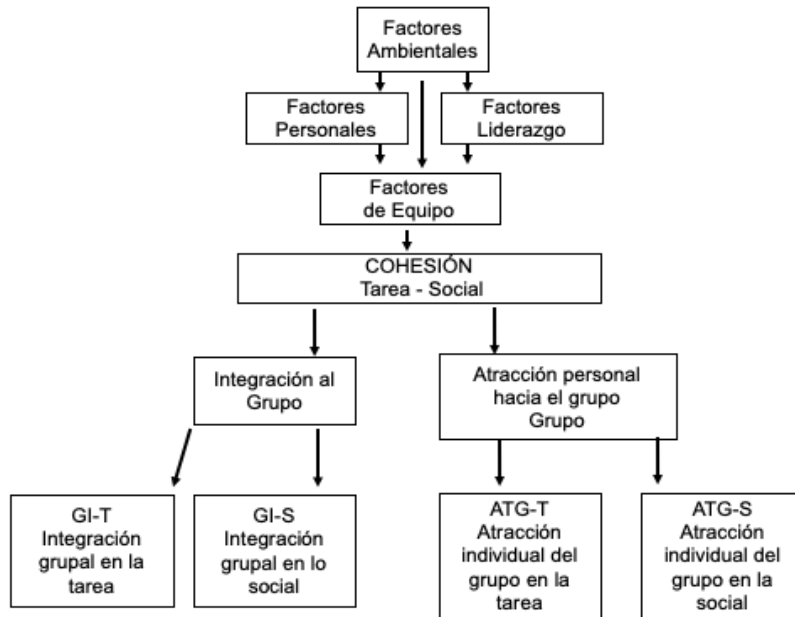 Factores
Ambientales
Factores
Personales
Factores
Liderazgo
Factores
de Equipo
COHESIÓN
Tarea - Social
Integración al
Grupo
Atracción personal
hacia el grupo
Grupo
GI-T
Integración
grupal en la
tarea
GI-S
Integración
grupal en lo
social
ATG-T
Atracción
individual del
grupo en la
tarea
ATG-S
Atracción
individual del
grupo en la
social